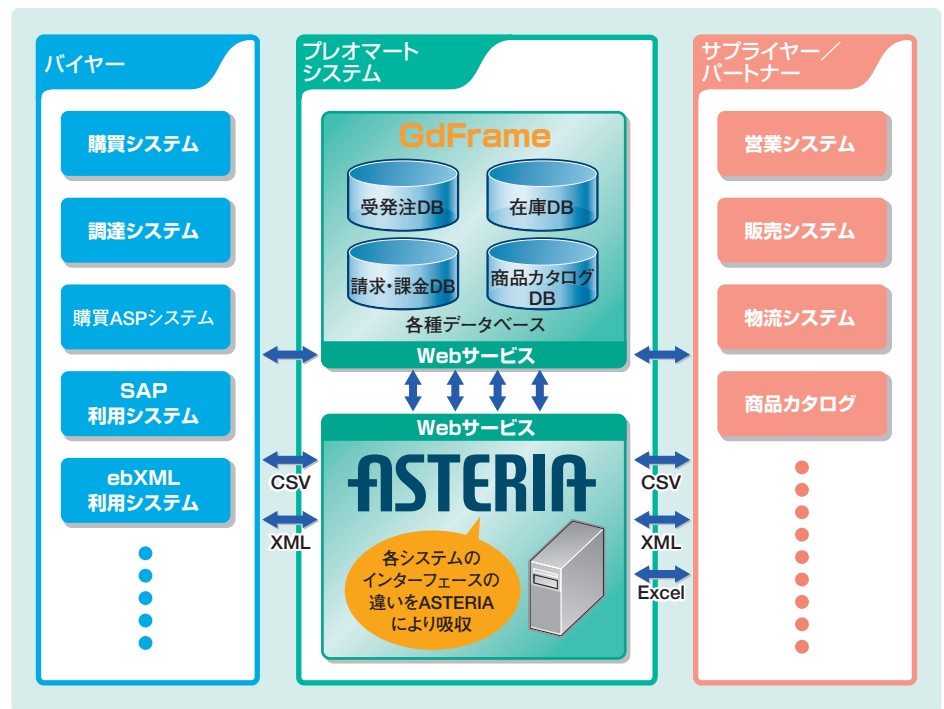 バイヤー
購買システム
調達システム
購買ASPシステム
SAP
利用システム
ebXML
利用システム
プレオマート
システム
GdFrame
受発注DB
在庫DB
請求・課金DB
商品カタログ
DB
各種データベース
Webサービス
Webサービス
ASTERIA
各システムの
インターフェースの
違いをASTERIA
により吸収
CSV
XML
CSV
XML
Excel
サプライヤー／
パートナー
営業システム
販売システム
物流システム
商品カタログ